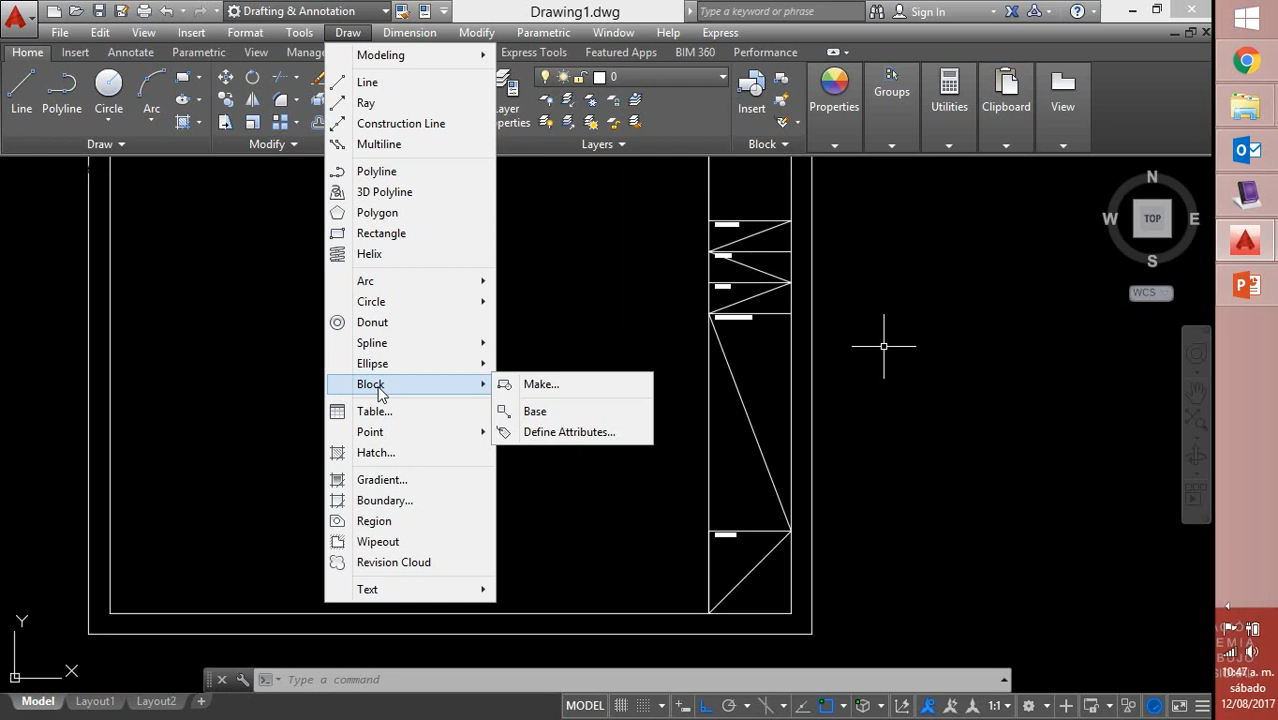 Drafting & Annotation
Drawing1.dwg
Type a keyword or phrase
Sign In
File
Edit
View
Insert
Format
Tools
Draw
Dimension
Modify
Parametric
Window
Help
Express
Home
Insert
Annotate
Parametric
View
Express Tools
Featured Apps
BIM 360
Performance
Line
Polyline
Circle
Arc
0
Insert
Properties
Groups
Utilities
Clipboard
View
Draw
Modify
Layers
Block
Modeling
Line
Ray
Construction Line
Multiline
Polyline
3D Polyline
Polygon
Rectangle
Helix
Arc
Circle
Donut
Spline
Ellipse
Block
Table...
Point
Hatch...
Gradient...
Boundary...
Region
Wipeout
Revision Cloud
Text
Make...
Base
Define Attributes...
N
W
TOP
E
S
WCS
Y
X
Type a command
Model
Layout1
Layout2
MODEL
1:1
10:47 a. m.
sábado
12/08/2017